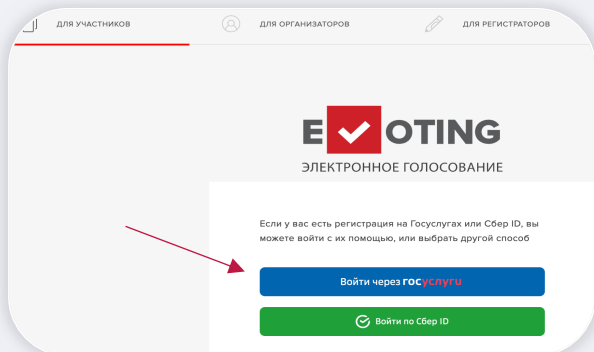 ДЛЯ УЧАСТНИКОВ
ДЛЯ ОРГАНИЗАТОРОВ
ДЛЯ РЕГИСТРАТОРОВ
E OTING
ЭЛЕКТРОННОЕ ГОЛОСОВАНИЕ
Если у вас есть регистрация на Госуслугах или Сбер ID, вы
можете войти с их помощью, или выбрать другой способ
Войти через госуслуги
Войти по Сбер ID